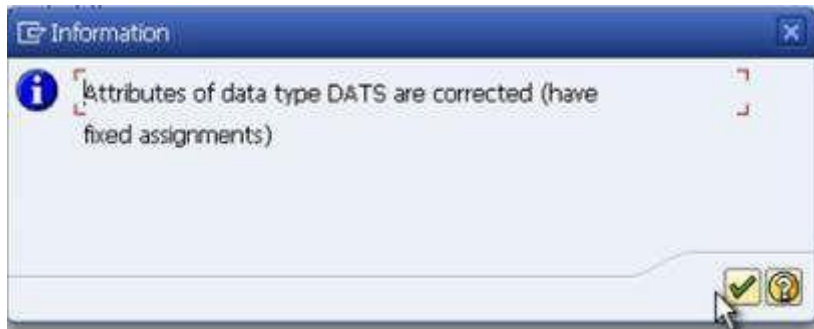 Information
Attributes of data type DATS are corrected (have
fixed assignments)